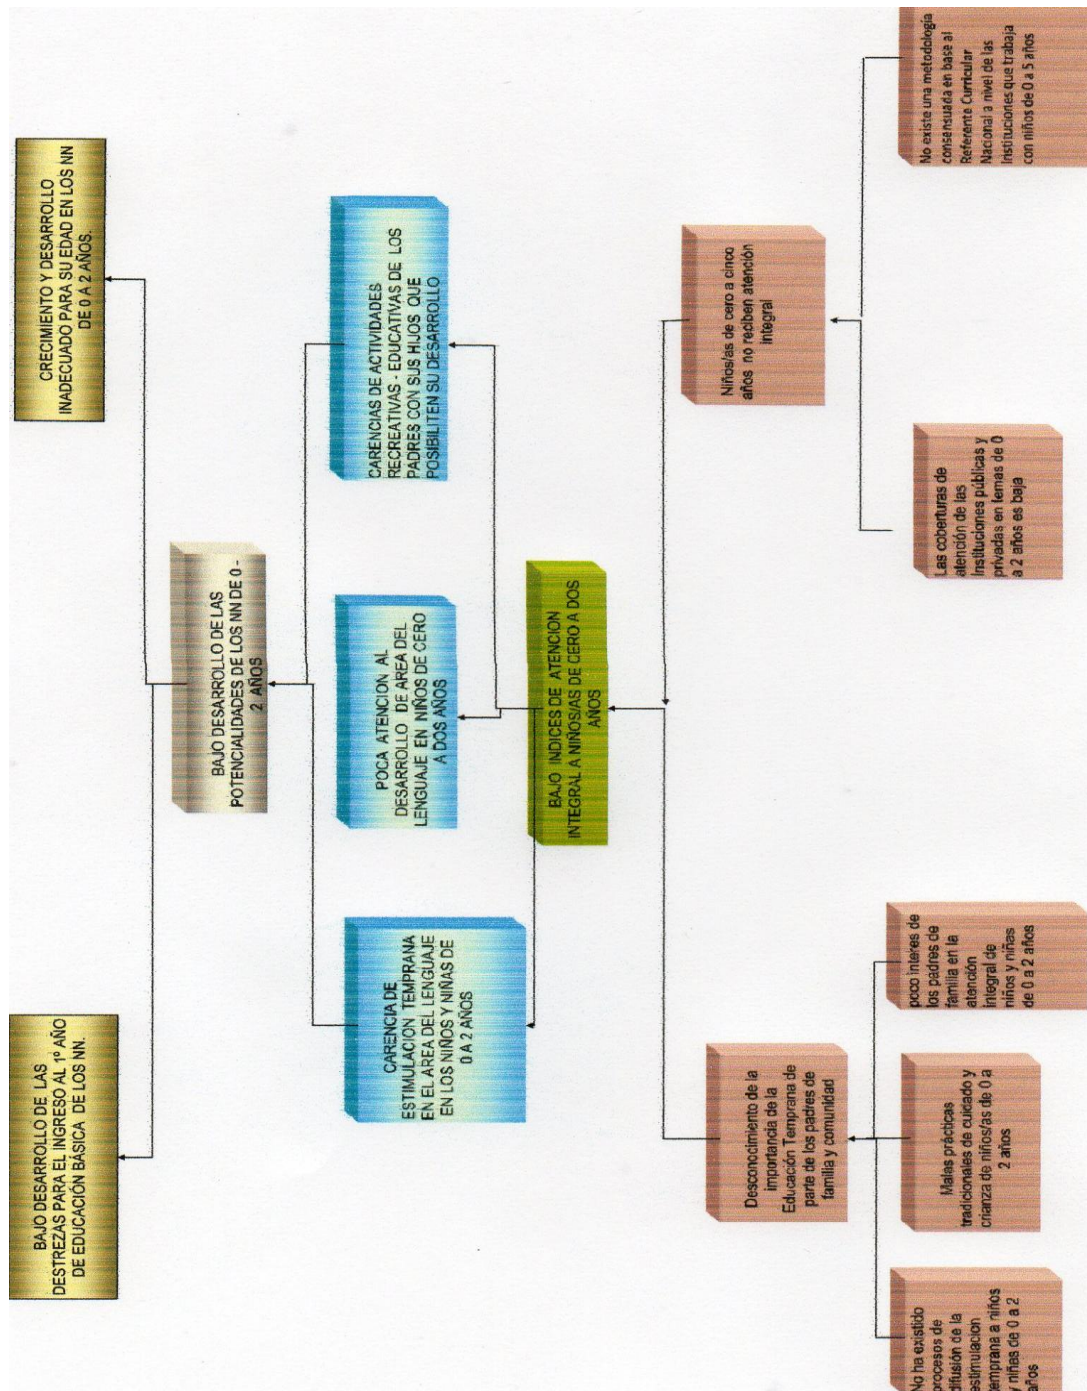 BAJO DESARROLLO DE LAS
DESTREZAS PARA EL INGRESO AL 1º AÑO
DE EDUCACIÓN BÁSICA DE LOS NN.
CRECIMIENTO Y DESARROLLO
INADECUADO PARA SU EDAD EN LOS NN
DE 0 A 2 AÑOS.
BAJO DESARROLLO DE LAS
POTENCIALIDADES DE LOS NN DE 0 -
2 AÑOS
CARENCIA DE
ESTIMULACION TEMPRANA
EN EL AREA DEL LENGUAJE
EN LOS NIÑOS Y NIÑAS DE
0 A 2 AÑOS
POCA ATENCION AL
DESARROLLO DE AREA DEL
LENGUAJE EN NIÑOS DE CERO
A DOS AÑOS
CARENCIAS DE ACTIVIDADES
RECREATIVAS - EDUCATIVAS DE LOS
PADRES CON SUS HIJOS QUE
POSIBILITEN SU DESARROLLO
BAJO INDICES DE ATENCION
INTEGRAL A NIÑOS/AS DE CERO A DOS
AÑOS
Desconocimiento de la
importancia de la
Educación Temprana de
parte de los padres de
familia y comunidad
Niños/as de cero a cinco
años no reciben atención
integral
No ha existido
procesos de
difusión de la
estimulacion
temprana a niños
y niñas de 0 a 2
años
Malas prácticas
tradicionales de cuidado y
crianza de niños/as de 0 a
2 años
poco interes de
los padres de
familia en la
atención
integral de
niños y niñas
de 0 a 2 años
Las coberturas de
atención de las
Instituciones públicas y
privadas en temas de 0
a 2 años es baja
No existe una metodología
consensuada en base al
Referente Curricular
Nacional a nivel de las
Instituciones que trabaja
con niños de 0 a 5 años